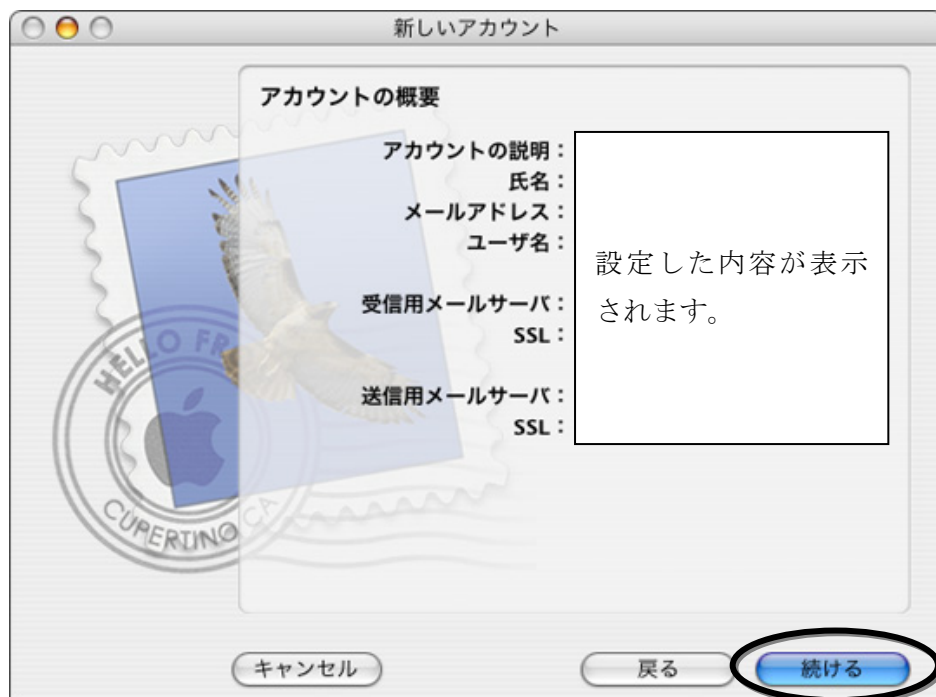 新しいアカウント
アカウントの概要
アカウントの説明：
氏名：
メールアドレス：
ユーザ名：
設定した内容が表示
されます。
受信用メールサーバ：
SSL：
送信用メールサーバ：
SSL：
HELLO FR
CUPERTINO CA
キャンセル
戻る
続ける